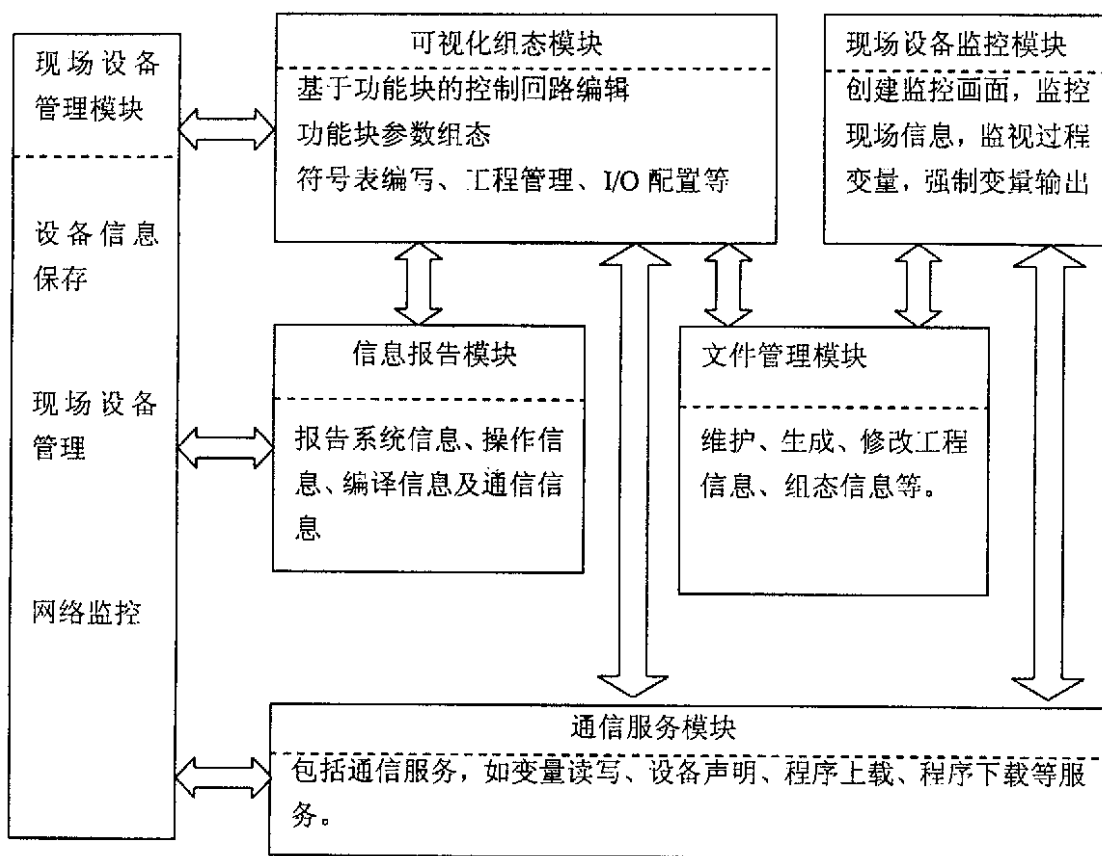 现场设备
管理模块
设备信息
保存
现场设备
管理
网络监控
可视化组态模块
基于功能块的控制回路编辑
功能块参数组态
符号表编写、工程管理、I/O 配置等
现场设备监控模块
创建监控画面，监控
现场信息，监视过程
变量，强制变量输出
信息报告模块
报告系统信息、操作信
息、编译信息及通信信
息
文件管理模块
维护、生成、修改工程
信息、组态信息等。
通信服务模块
包括通信服务，如变量读写、设备声明、程序上载、程序下载等服
务。